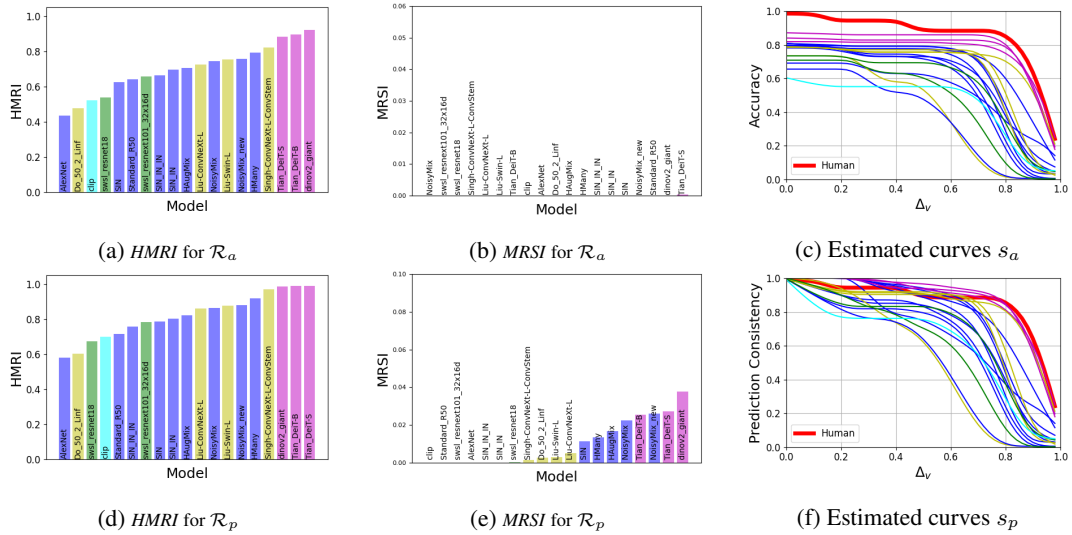 HMRI
1.0
0.8
0.6
0.4
0.2
0.0
AlexNet
Do_50_2_Linf
clip
swsl_resnet18
SIN
Standard_R50
swsl_resnext101_32x16d
SIN_IN_IN
SIN_IN
HAugMix
Liu-ConvNeXt-L
NoisyMix
Liu-Swin-L
NoisyMix_new
HMany
Singh-ConvNeXt-L-ConvStem
Tian_DeiT-S
Tian_DeiT-B
dinov2_giant
Model
(a) HMRI for Rₐ
MRSI
0.06
0.05
0.04
0.03
0.02
0.01
0.00
NoisyMix
swsl_resnext101_32x16d
swsl_resnet18
Singh-ConvNeXt-L-ConvStem
Liu-ConvNeXt-L
Liu-Swin-L
Tian_DeiT-B
clip
AlexNet
Do_50_2_Linf
HAugMix
HMany
SIN_IN_IN
SIN_IN
SIN
NoisyMix_new
Standard_R50
dinov2_giant
Tian_DeiT-S
Model
(b) MRSI for Rₐ
Accuracy
1.0
0.8
0.6
0.4
0.2
0.0
Human
0.0 0.2 0.4 0.6 0.8 1.0
Δᵥ
(c) Estimated curves sₐ
HMRI
1.0
0.8
0.6
0.4
0.2
0.0
AlexNet
Do_50_2_Linf
swsl_resnet18
clip
Standard_R50
SIN
swsl_resnext101_32x16d
SIN_IN_IN
SIN_IN
HAugMix
Liu-ConvNeXt-L
NoisyMix
Liu-Swin-L
NoisyMix_new
HMany
Singh-ConvNeXt-L-ConvStem
dinov2_giant
Tian_DeiT-B
Tian_DeiT-S
Model
(d) HMRI for Rₚ
MRSI
0.10
0.08
0.06
0.04
0.02
0.00
clip
Standard_R50
swsl_resnext101_32x16d
AlexNet
SIN_IN_IN
SIN_IN
swsl_resnet18
Singh-ConvNeXt-L-ConvStem
Do_50_2_Linf
Liu-Swin-L
Liu-ConvNeXt-L
SIN
HMany
HAugMix
NoisyMix
Tian_DeiT-B
NoisyMix_new
Tian_DeiT-S
dinov2_giant
Model
(e) MRSI for Rₚ
Prediction Consistency
1.0
0.8
0.6
0.4
0.2
0.0
Human
0.0 0.2 0.4 0.6 0.8 1.0
Δᵥ
(f) Estimated curves sₚ